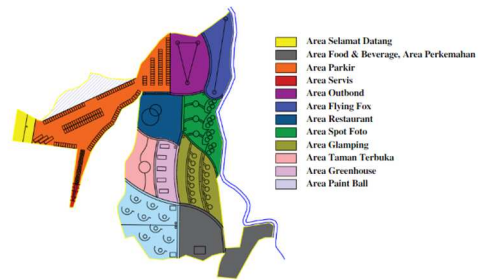 Area Selamat Datang
Area Food & Beverage, Area Perkemahan
Area Parkir
Area Servis
Area Outbond
Area Flying Fox
Area Restaurant
Area Spot Foto
Area Glamping
Area Taman Terbuka
Area Greenhouse
Area Paint Ball